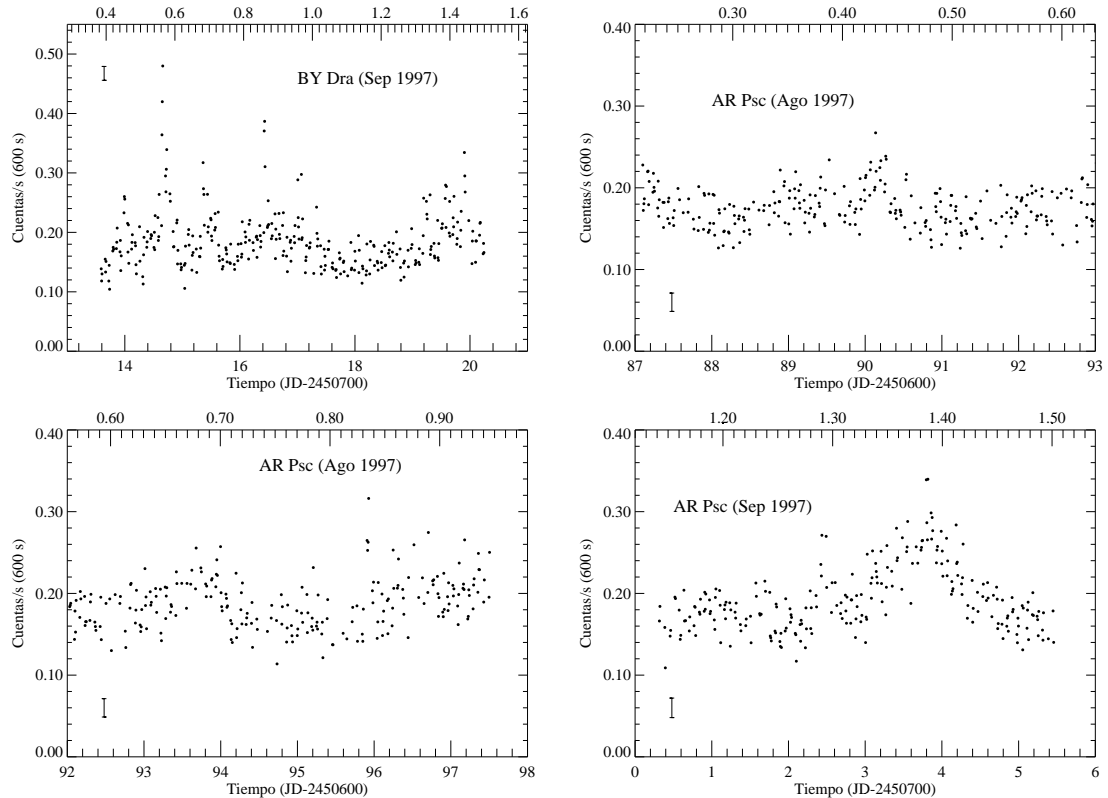 0.4 0.6 0.8 1.0 1.1 1.3 1.4 1.5 1.6
0.50
0.40
0.30
0.20
0.10
0.00
Cuentas/s (600 s)
BY Dra (Sep 1997)
14 16 18 20
Tiempo (JD-2450700)
0.30 0.40 0.50 0.60
0.40
0.30
0.20
0.10
0.00
Cuentas/s (600 s)
AR Psc (Ago 1997)
87 88 89 90 91 92 93
Tiempo (JD-2450600)
0.60 0.70 0.80 0.90
0.40
0.30
0.20
0.10
0.00
Cuentas/s (600 s)
AR Psc (Ago 1997)
92 93 94 95 96 97 98
Tiempo (JD-2450600)
1.20 1.30 1.40 1.50
0.40
0.30
0.20
0.10
0.00
Cuentas/s (600 s)
AR Psc (Sep 1997)
0 1 2 3 4 5 6
Tiempo (JD-2450700)